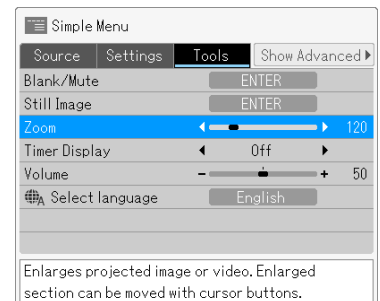 Simple Menu
Source Settings Tools Show Advanced
Blank/Mute ENTER
Still Image ENTER
Zoom 120
Timer Display Off
Volume - + 50
A Select language English
Enlarges projected image or video. Enlarged
section can be moved with cursor buttons.